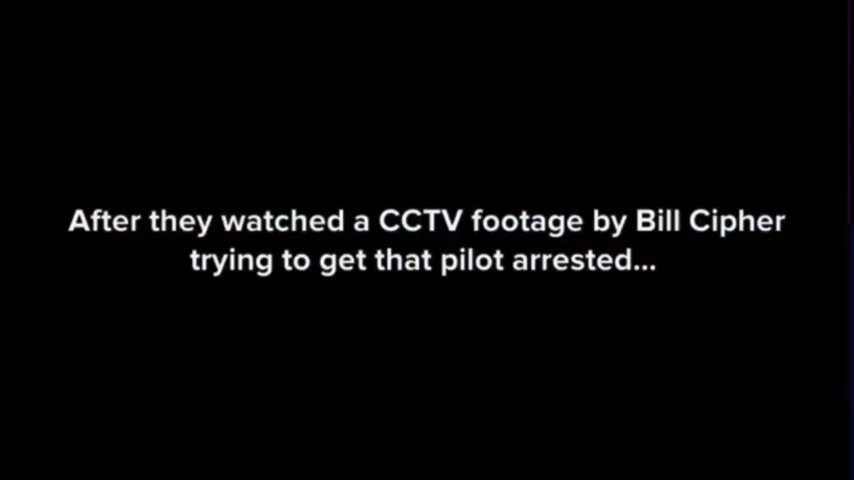 After they watched a CCTV footage by Bill Cipher
trying to get that pilot arrested...